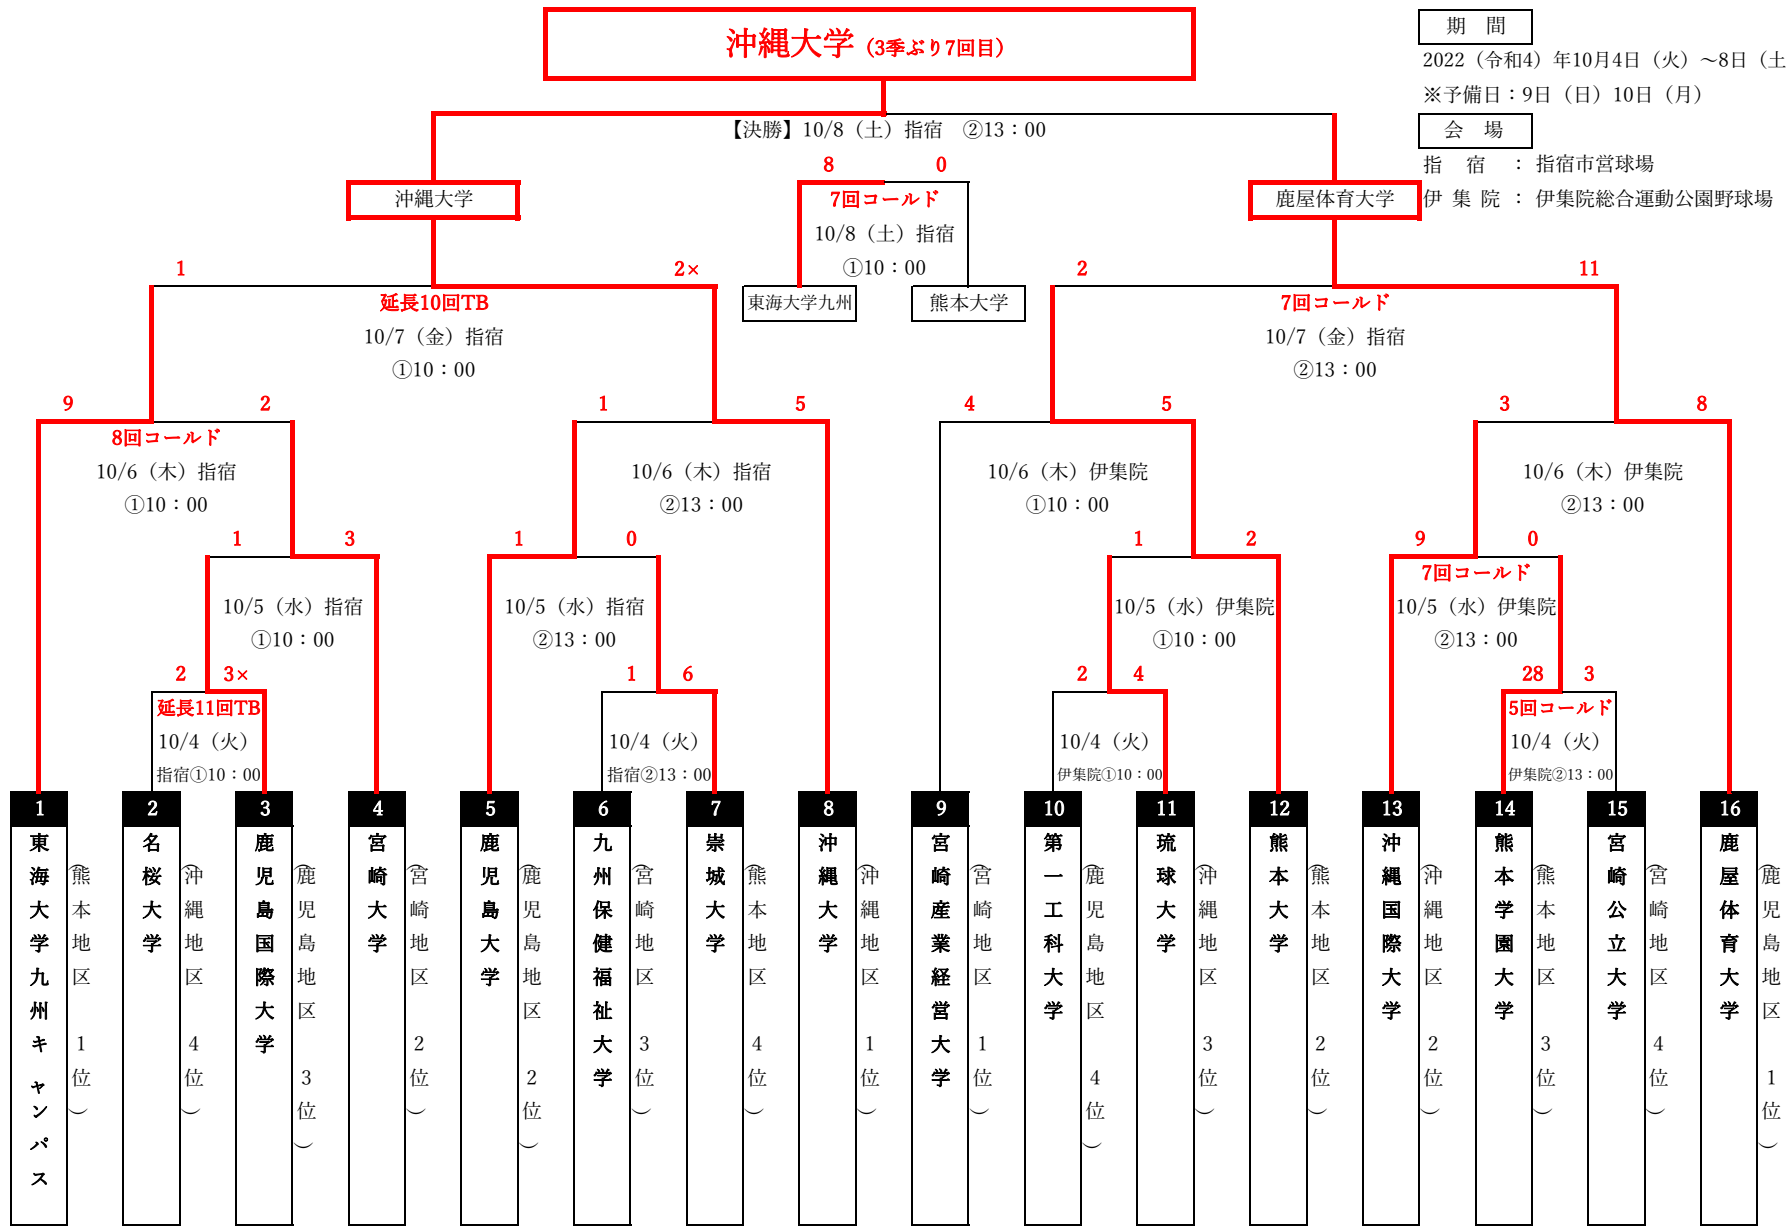 沖縄大学（3季ぶり7回目）
期　間
2022（令和4）年10月4日（火）～8日（土
※予備日：9日（日）10日（月）
会　場
指　宿　：　指宿市営球場
伊 集 院 ： 伊集院総合運動公園野球場
【決勝】10/8（土）指宿　②13：00
沖縄大学
鹿屋体育大学
8 0
7回コールド
10/8（土）指宿
①10：00
東海大学九州
熊本大学
1 2×
延長10回TB
10/7（金）指宿
①10：00
2 11
7回コールド
10/7（金）指宿
②13：00
9 2
8回コールド
10/6（木）指宿
①10：00
1 5
10/6（木）指宿
②13：00
4 5
10/6（木）伊集院
①10：00
3 8
10/6（木）伊集院
②13：00
1 3
10/5（水）指宿
①10：00
1 0
10/5（水）指宿
②13：00
1 2
10/5（水）伊集院
①10：00
9 0
7回コールド
10/5（水）伊集院
②13：00
2 3×
延長11回TB
10/4（火）
指宿①10：00
1 6
10/4（火）
指宿②13：00
2 4
10/4（火）
伊集院①10：00
28 3
5回コールド
10/4（火）
伊集院②13：00
1
東海大学九州キャンパス
（熊本地区　1位）
2
名桜大学
（沖縄地区　4位）
3
鹿児島国際大学
（鹿児島地区　3位）
4
宮崎大学
（宮崎地区　2位）
5
鹿児島大学
（鹿児島地区　2位）
6
九州保健福祉大学
（宮崎地区　3位）
7
崇城大学
（熊本地区　4位）
8
沖縄大学
（沖縄地区　1位）
9
宮崎産業経営大学
（宮崎地区　1位）
10
第一工科大学
（鹿児島地区　4位）
11
琉球大学
（沖縄地区　3位）
12
熊本大学
（熊本地区　2位）
13
沖縄国際大学
（沖縄地区　2位）
14
熊本学園大学
（熊本地区　3位）
15
宮崎公立大学
（宮崎地区　4位）
16
鹿屋体育大学
（鹿児島地区　1位）